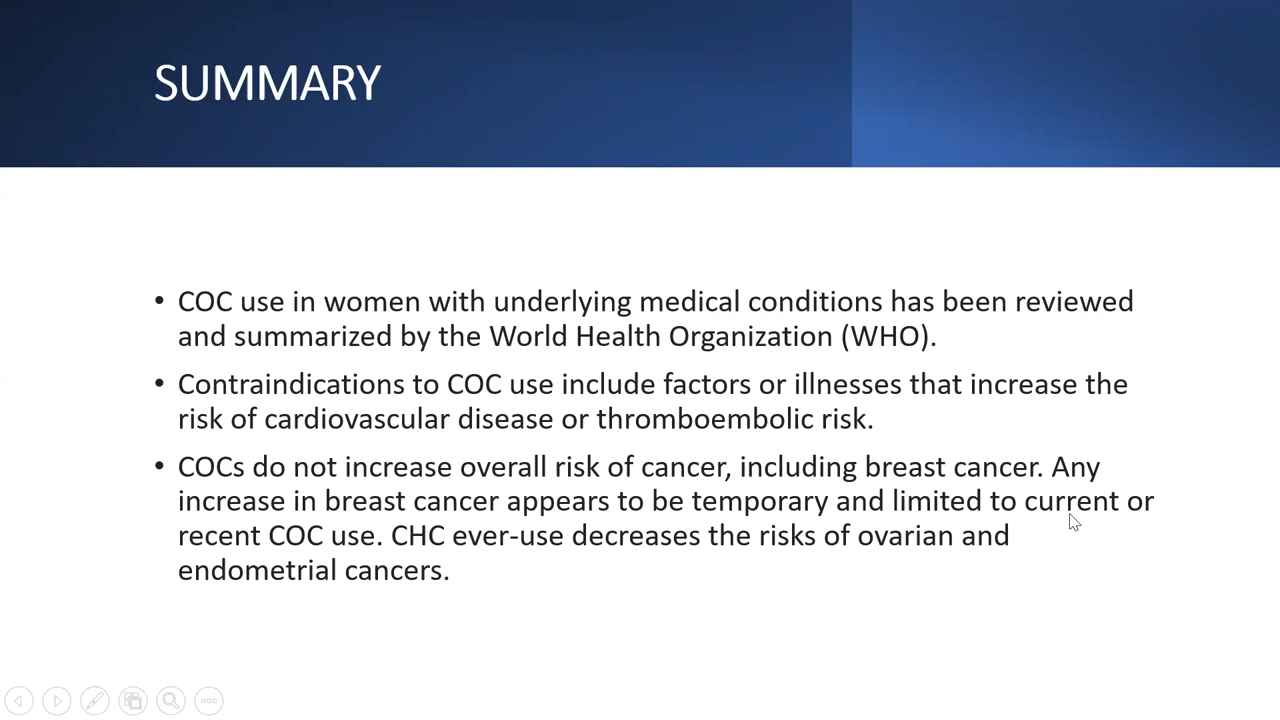 SUMMARY
• COC use in women with underlying medical conditions has been reviewed
and summarized by the World Health Organization (WHO).
• Contraindications to COC use include factors or illnesses that increase the
risk of cardiovascular disease or thromboembolic risk.
• COCs do not increase overall risk of cancer, including breast cancer. Any
increase in breast cancer appears to be temporary and limited to current or
recent COC use. CHC ever-use decreases the risks of ovarian and
endometrial cancers.